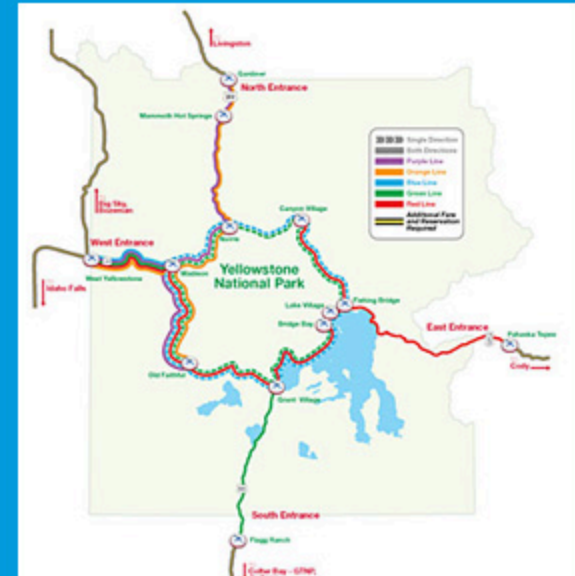 Livingston
Gardiner
North Entrance
Mammoth Hot Springs
Single Direction
Both Directions
Purple Line
Orange Line
Blue Line
Green Line
Red Line
Additional Fare
and Reservation
Required
Big Sky,
Bozeman
Canyon Village
Norris
West Entrance
West Yellowstone
Madison
Yellowstone
National Park
Idaho Falls
Lake Village
Fishing Bridge
Bridge Bay
East Entrance
Pahaska Tepee
Cody
Old Faithful
Grant Village
South Entrance
Flagg Ranch
Colter Bay - GTNP,